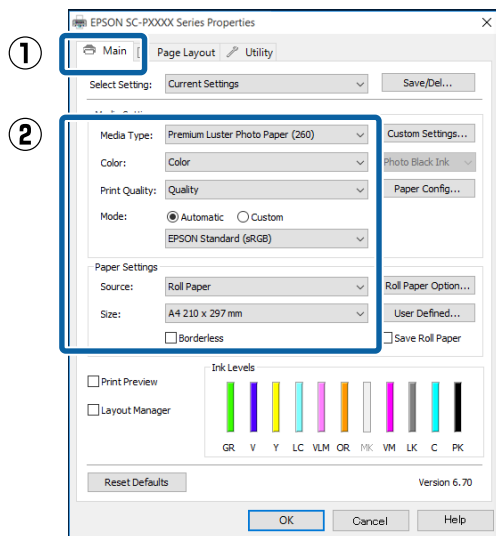 EPSON SC-PXXXX Series Properties
1
Main Page Layout Utility
Select Setting: Current Settings Save/Del...
2
Media Type: Premium Luster Photo Paper (260) Custom Settings...
Color: Color Photo Black Ink
Print Quality: Quality Paper Config...
Mode: Automatic Custom
EPSON Standard (sRGB)
Paper Settings
Source: Roll Paper Roll Paper Option...
Size: A4 210 x 297 mm User Defined...
Borderless Save Roll Paper
Ink Levels
Print Preview
Layout Manager
GR V Y LC VLM OR MK VM LK C PK
Reset Defaults Version 6.70
OK Cancel Help